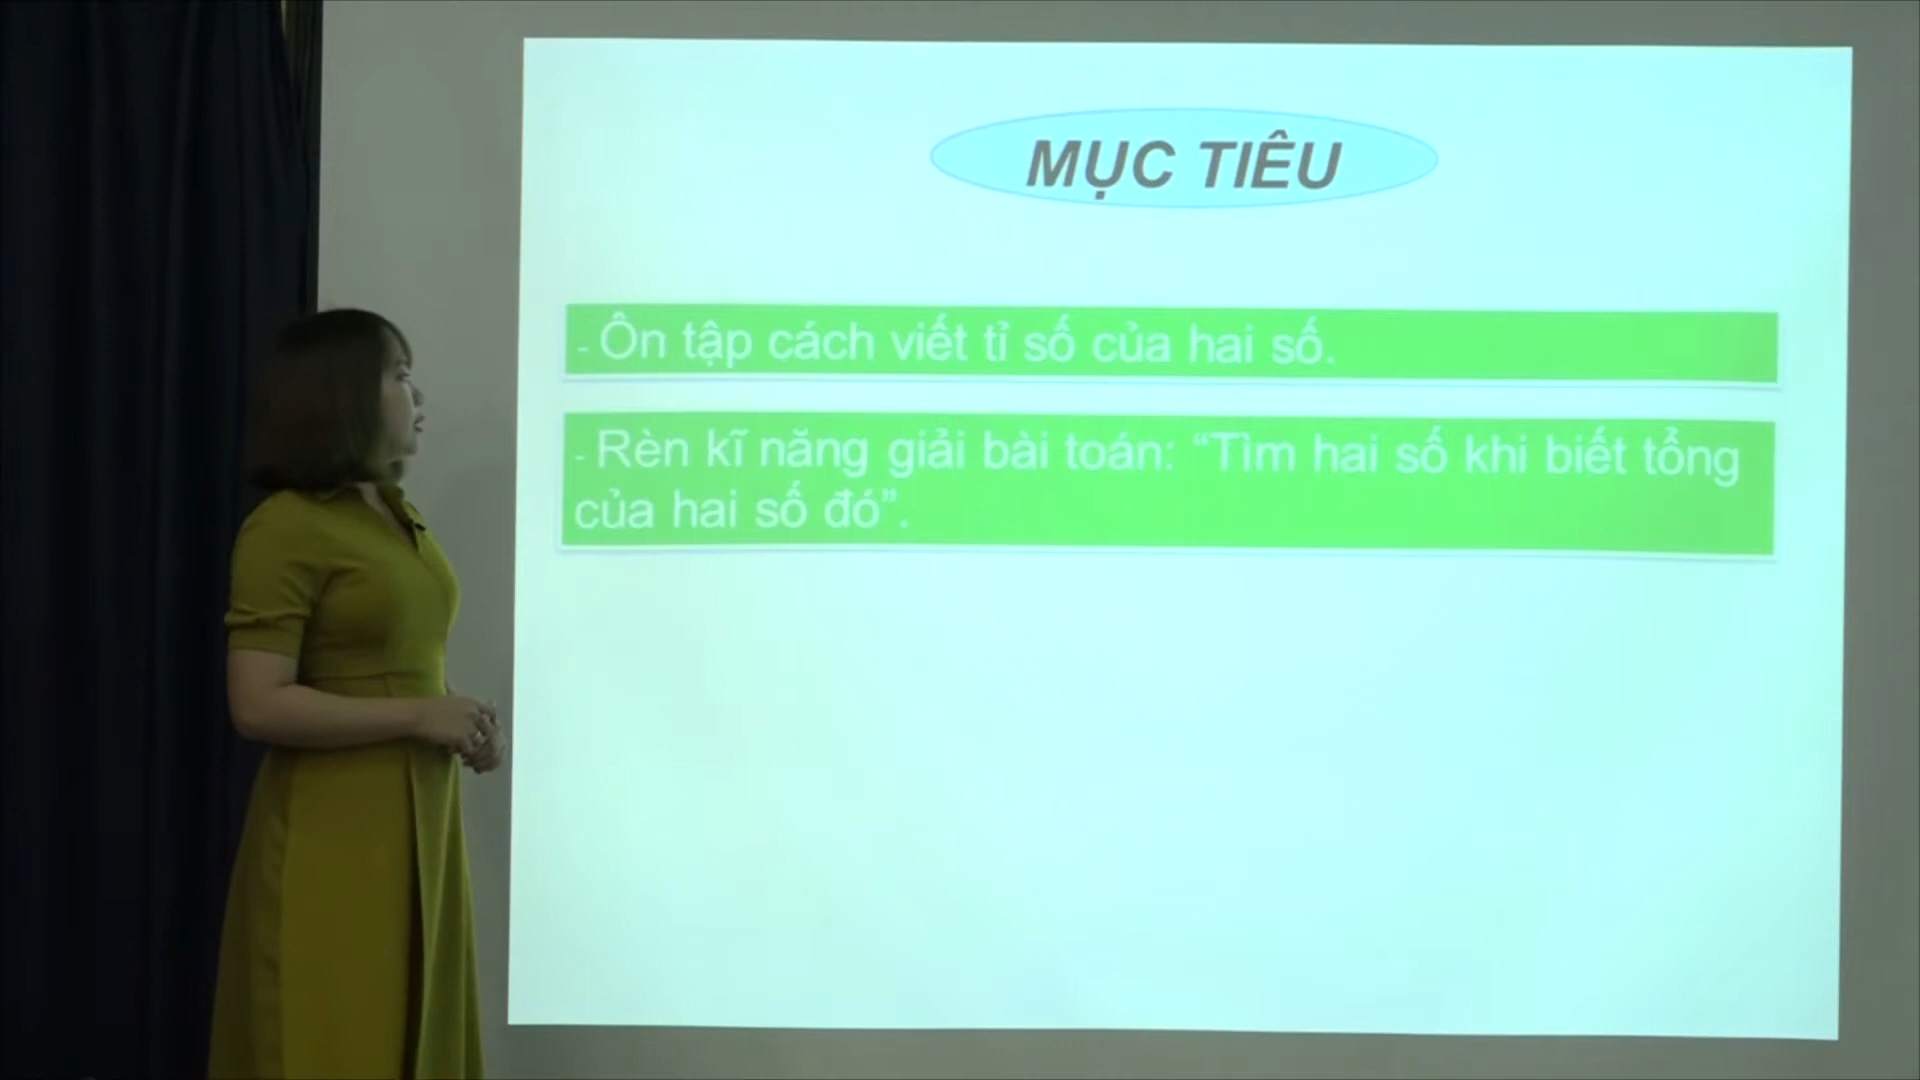 MỤC TIÊU
- Ôn tập cách viết tỉ số của hai số.
- Rèn kĩ năng giải bài toán: “Tìm hai số khi biết tổng
của hai số đó”.